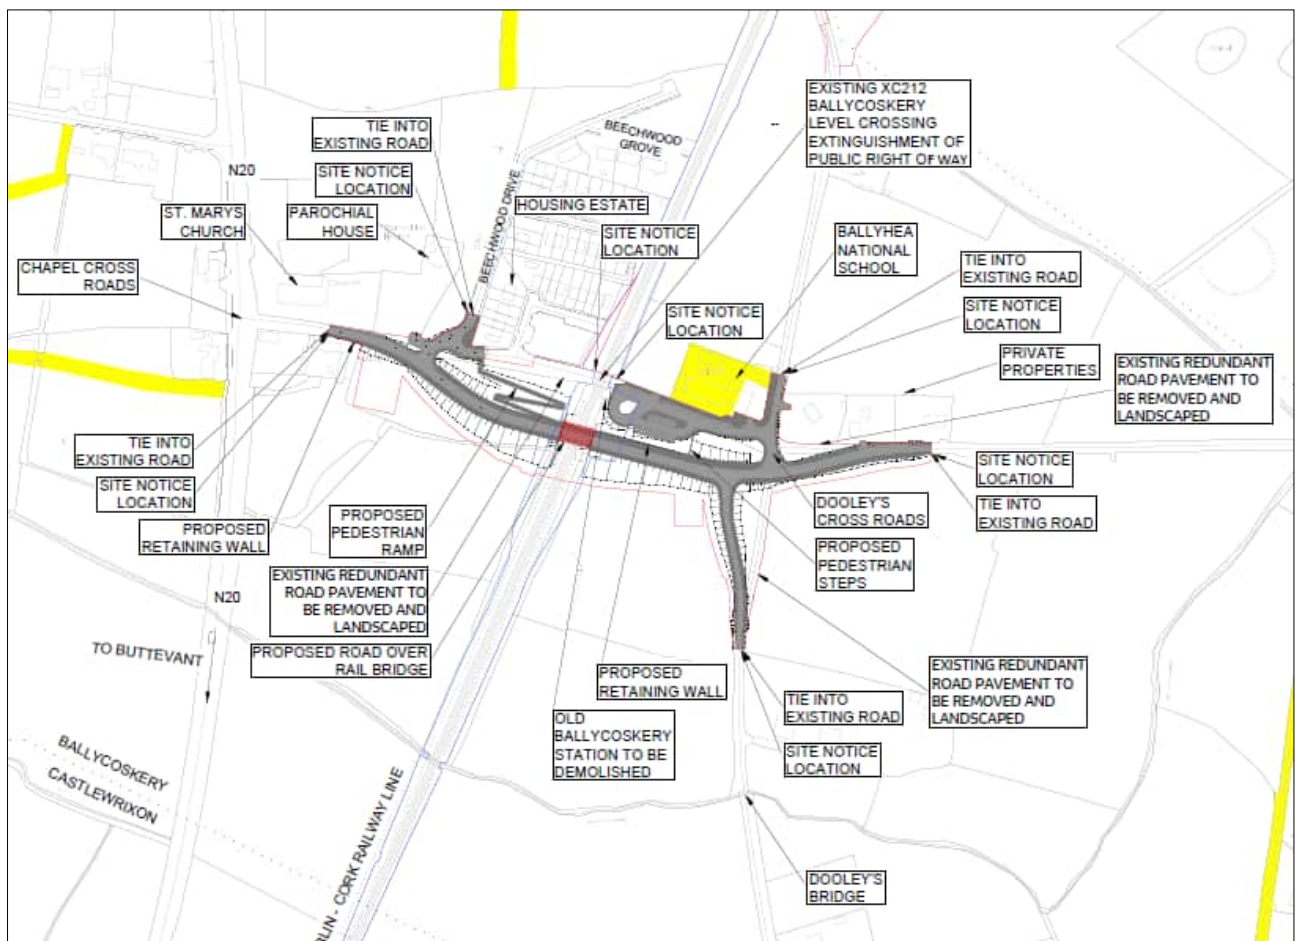 EXISTING XC212
BALLYCOSKERY
LEVEL CROSSING
EXTINGUISHMENT OF
PUBLIC RIGHT OF WAY
TIE INTO
EXISTING ROAD
BEECHWOOD
GROVE
N20
SITE NOTICE
LOCATION
ST. MARYS
CHURCH
PAROCHIAL
HOUSE
BEECHWOOD DRIVE
HOUSING ESTATE
SITE NOTICE
LOCATION
BALLYHEA
NATIONAL
SCHOOL
TIE INTO
EXISTING ROAD
CHAPEL CROSS
ROADS
SITE NOTICE
LOCATION
SITE NOTICE
LOCATION
PRIVATE
PROPERTIES
EXISTING REDUNDANT
ROAD PAVEMENT TO
BE REMOVED AND
LANDSCAPED
TIE INTO
EXISTING ROAD
SITE NOTICE
LOCATION
SITE NOTICE
LOCATION
PROPOSED
RETAINING WALL
PROPOSED
PEDESTRIAN
RAMP
DOOLEY'S
CROSS ROADS
TIE INTO
EXISTING ROAD
PROPOSED
PEDESTRIAN
STEPS
EXISTING REDUNDANT
ROAD PAVEMENT TO
BE REMOVED AND
LANDSCAPED
N20
TO BUTTEVANT
PROPOSED ROAD OVER
RAIL BRIDGE
PROPOSED
RETAINING WALL
EXISTING REDUNDANT
ROAD PAVEMENT TO
BE REMOVED AND
LANDSCAPED
OLD
BALLYCOSKERY
STATION TO BE
DEMOLISHED
TIE INTO
EXISTING ROAD
SITE NOTICE
LOCATION
BALLYCOSKERY
CASTLEWRIXON
BLIN - CORK RAILWAY LINE
DOOLEY'S
BRIDGE